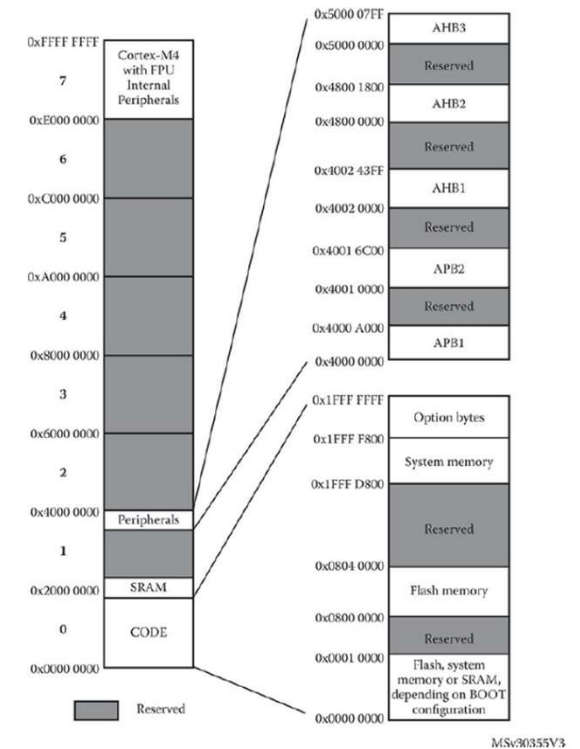 0xFFFF FFFF
7
Cortex-M4
with FPU
Internal
Peripherals
0xE000 0000
6
0xC000 0000
5
0xA000 0000
4
0x8000 0000
3
0x6000 0000
2
0x4000 0000
Peripherals
1
0x2000 0000
SRAM
0
CODE
0x0000 0000
Reserved
0x5000 07FF
AHB3
0x5000 0000
Reserved
0x4800 1800
AHB2
0x4800 0000
Reserved
0x4002 43FF
AHB1
0x4002 0000
Reserved
0x4001 6C00
APB2
0x4001 0000
Reserved
0x4000 A000
APB1
0x4000 0000
0x1FFF FFFF
Option bytes
0x1FFF F800
System memory
0x1FFF D800
Reserved
0x0804 0000
Flash memory
0x0800 0000
Reserved
0x0001 0000
Flash, system
memory or SRAM,
depending on BOOT
configuration
0x0000 0000
MSv30355V3